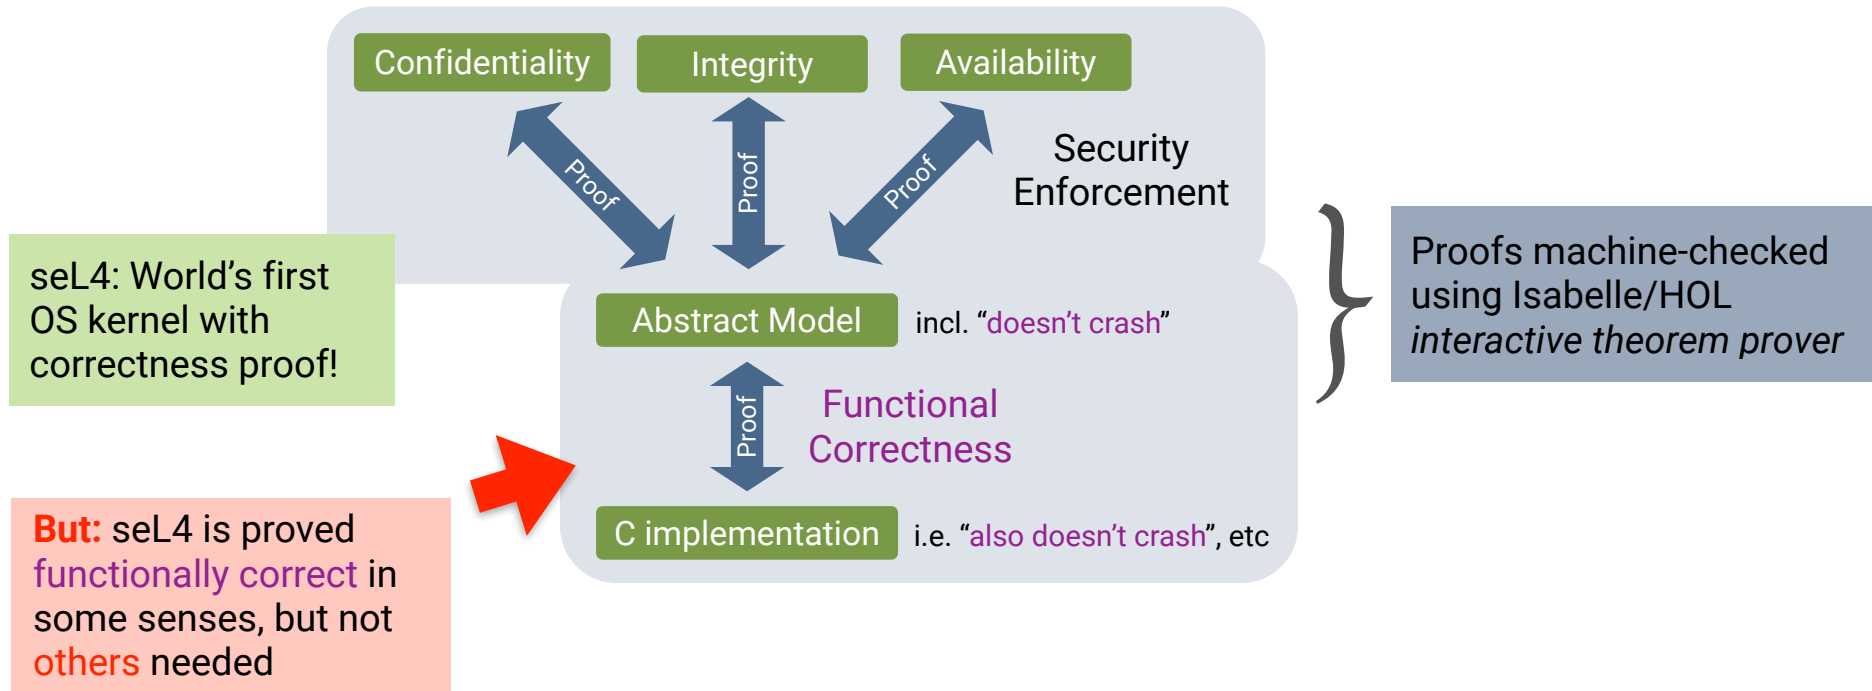 Confidentiality
Integrity
Availability
Proof
Proof
Proof
Security
Enforcement
seL4: World’s first
OS kernel with
correctness proof!
Abstract Model
incl. “doesn’t crash”
Proofs machine-checked
using Isabelle/HOL
interactive theorem prover
Proof
Functional
Correctness
C implementation
i.e. “also doesn’t crash”, etc
But: seL4 is proved
functionally correct in
some senses, but not
others needed